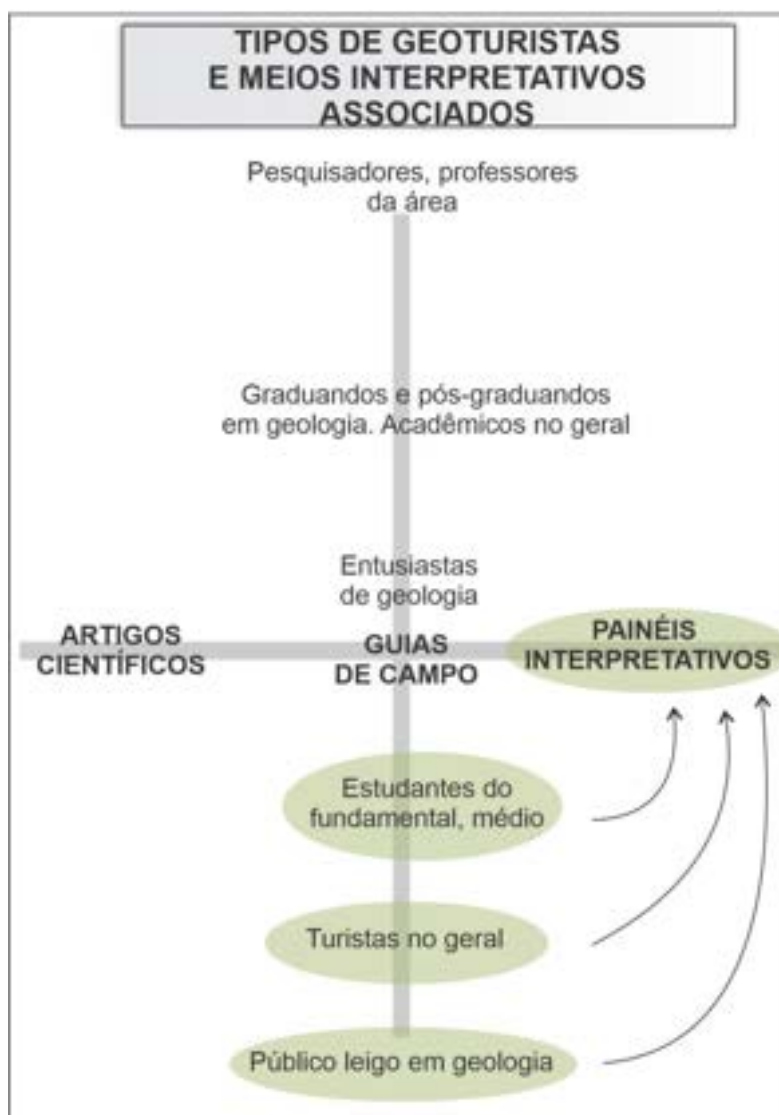 TIPOS DE GEOTURISTAS
E MEIOS INTERPRETATIVOS
ASSOCIADOS
Pesquisadores, professores
da área
Graduandos e pós-graduandos
em geologia. Acadêmicos no geral
Entusiastas
de geologia
ARTIGOS
CIENTÍFICOS
GUIAS
DE CAMPO
PAINÉIS
INTERPRETATIVOS
Estudantes do
fundamental, médio
Turistas no geral
Público leigo em geologia